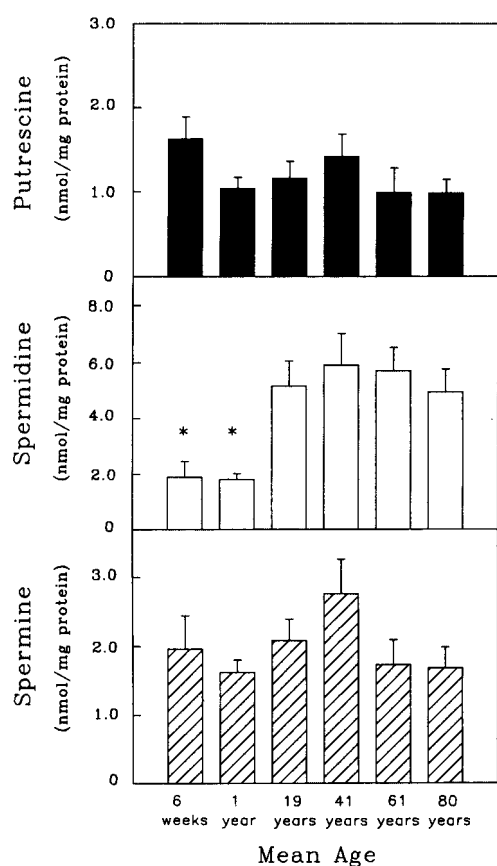 Putrescine
(nmol/mg protein)
3.0
2.0
1.0
0
Spermidine
(nmol/mg protein)
8.0
6.0
4.0
2.0
0
* *
Spermine
(nmol/mg protein)
3.0
2.0
1.0
0
6 1 19 41 61 80
weeks year years years years years
Mean Age